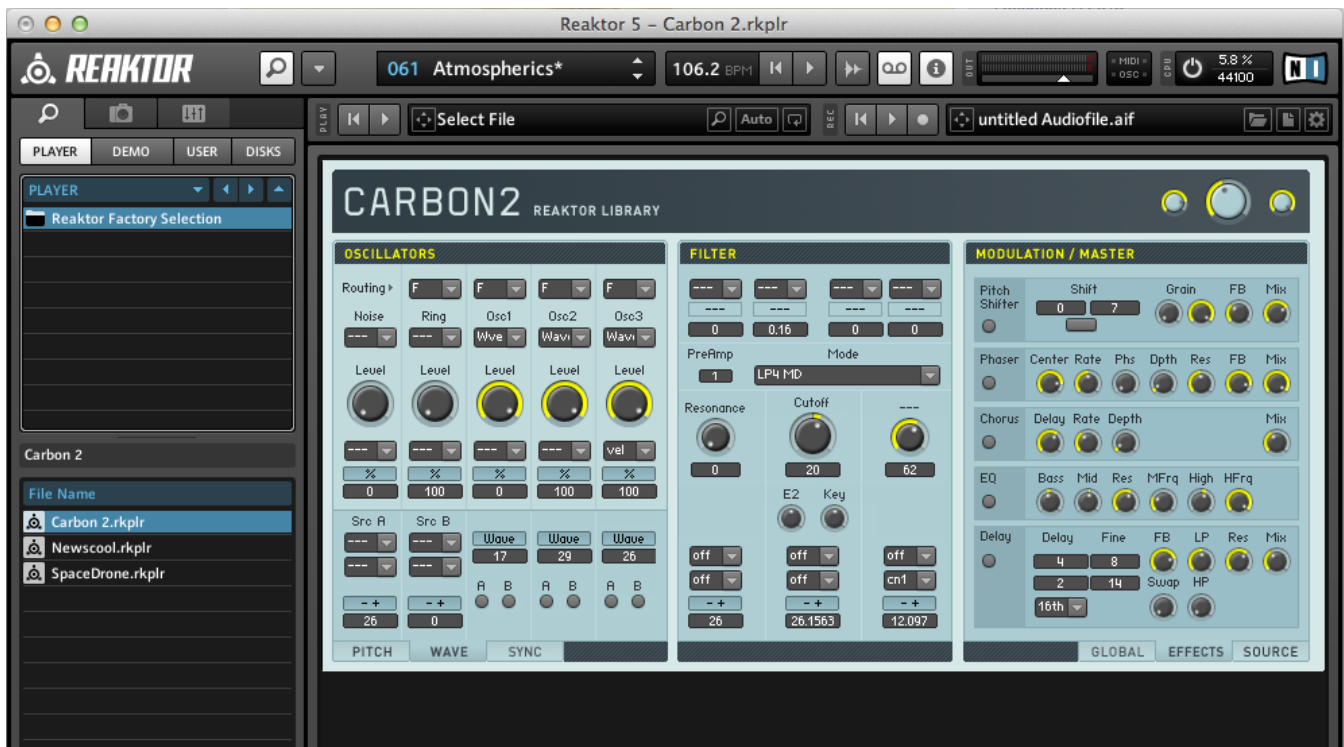 Reaktor 5 – Carbon 2.rkplr
REAKTOR
061 Atmospherics*
106.2 BPM
OUT
MIDI
OSC
CPU
5.8 %
44100
PLAY
Select File
Auto
REC
untitled Audiofile.aif
PLAYER DEMO USER DISKS
PLAYER
Reaktor Factory Selection
Carbon 2
File Name
Carbon 2.rkplr
Newscool.rkplr
SpaceDrone.rkplr
CARBON2 REAKTOR LIBRARY
OSCILLATORS
Routing F F F F
Noise Ring Osc1 Osc2 Osc3
--- --- Wve Wavi Wavi
Level Level Level Level Level
--- --- --- --- vel
% % % % %
0 100 0 100 100
Src A Src B
--- --- Wave Wave Wave
17 29 26
--- ---
A B A B A B
- + - +
26 0
PITCH WAVE SYNC
FILTER
--- --- --- ---
--- --- --- ---
0 0.16 0 0
PreAmp Mode
1 LP4 MD
Resonance Cutoff ---
0 20 62
E2 Key
off off off
off off cn1
- + - + - +
26 26.1563 12.097
MODULATION / MASTER
Pitch Shift Grain FB Mix
Shifter 0 7
Phaser Center Rate Phs Dpth Res FB Mix
Chorus Delay Rate Depth Mix
EQ Bass Mid Res MFrq High HFrq
Delay Delay Fine FB LP Res Mix
4 8
2 14 Swap HP
16th
GLOBAL EFFECTS SOURCE